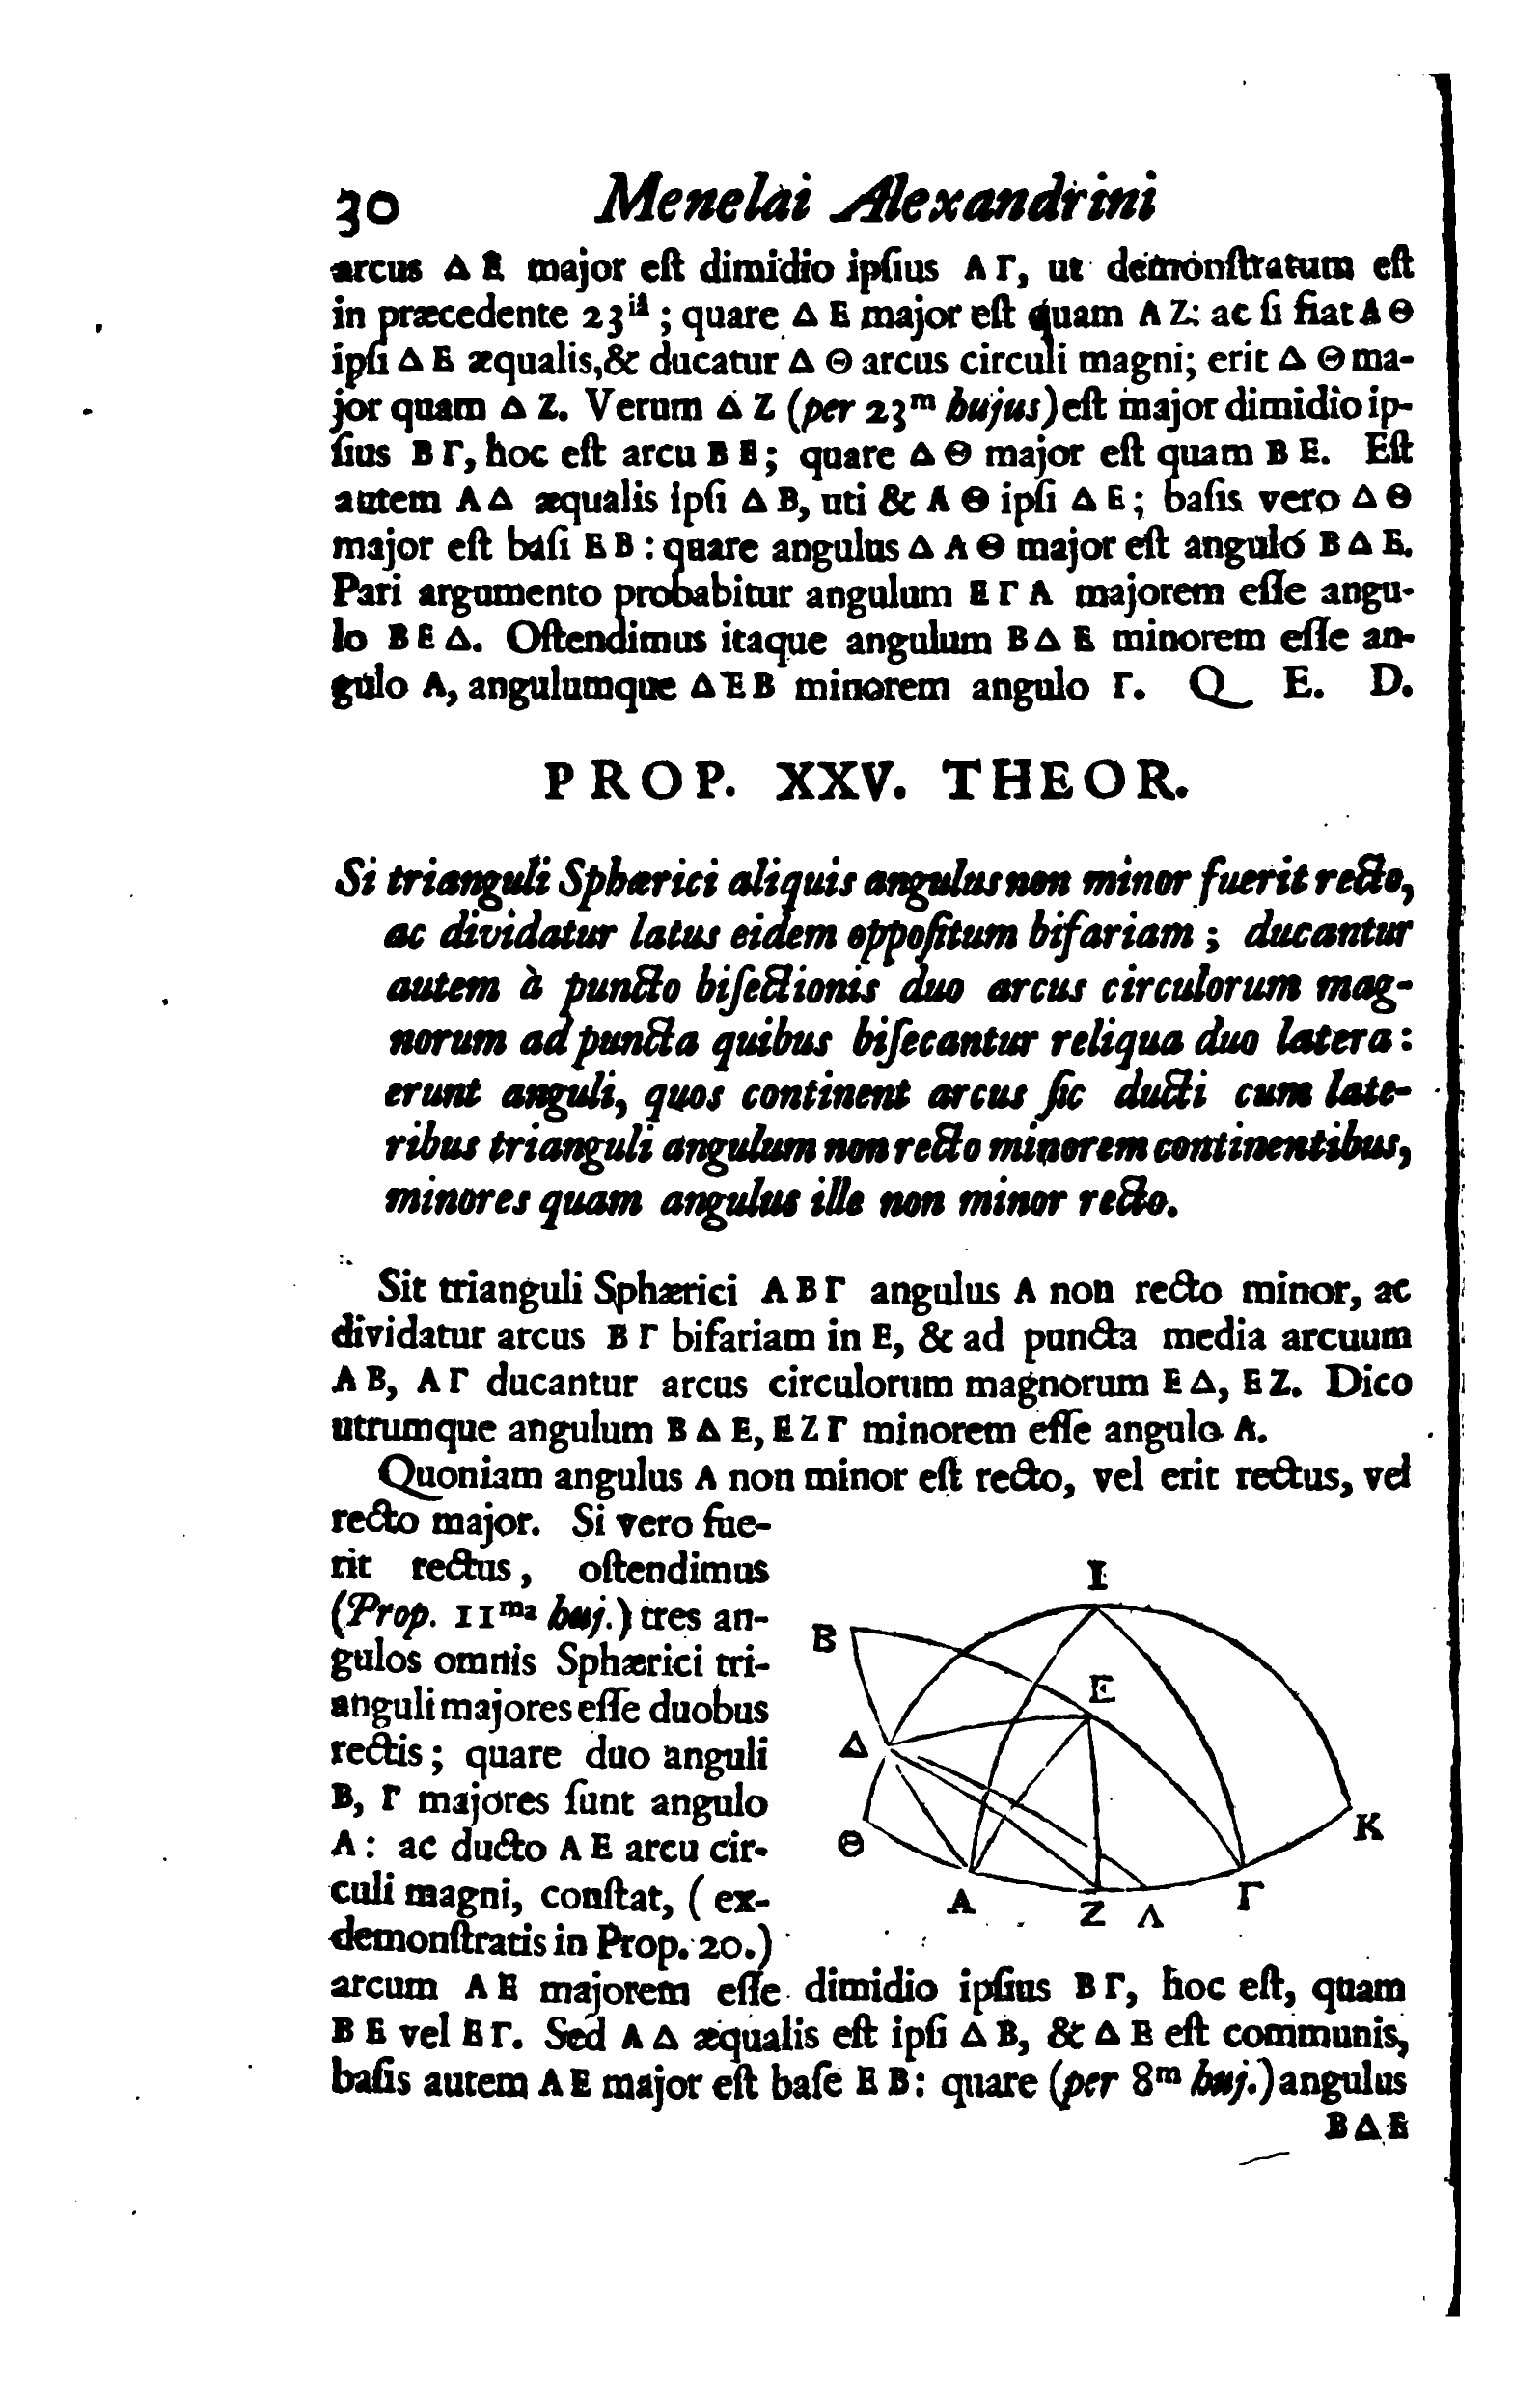 30 Menelai Alexandrini
arcus Δ Ε major eſt dimidio ipſius Α Γ, ut demonſtratum eſt
in præcedente 23iâ; quare Δ Ε major eſt quam Α Ζ: ac ſi fiat Α Θ
ipſi Δ Ε æqualis, & ducatur Δ Θ arcus circuli magni; erit Δ Θ ma-
jor quam Δ Ζ. Verum Δ Ζ (per 23m hujus) eſt major dimidio ip-
ſius Β Γ, hoc eſt arcu Β Ε; quare Δ Θ major eſt quam Β Ε. Eſt
autem Α Δ æqualis ipſi Δ Β, uti & Α Θ ipſi Δ Ε; baſis vero Δ Θ
major eſt baſi Ε Β: quare angulus Δ Α Θ major eſt angulo Β Δ Ε.
Pari argumento probabitur angulum Ε Γ Α majorem eſſe angu-
lo Β Ε Δ. Oſtendimus itaque angulum Β Δ Ε minorem eſſe an-
gulo Α, angulumque Δ Ε Β minorem angulo Γ. Q E. D.
PROP. XXV. THEOR.
Si trianguli Sphærici aliquis angulus non minor fuerit recto,
ac dividatur latus eidem oppoſitum bifariam; ducantur
autem à puncto biſectionis duo arcus circulorum mag-
norum ad puncta quibus biſecantur reliqua duo latera:
erunt anguli, quos continent arcus ſic ducti cum late-
ribus trianguli angulum non recto minorem continentibus,
minores quam angulus ille non minor recto.
Sit trianguli Sphærici Α Β Γ angulus Α non recto minor, ac
dividatur arcus Β Γ bifariam in Ε, & ad puncta media arcuum
Α Β, Α Γ ducantur arcus circulorum magnorum Ε Δ, Ε Ζ. Dico
utrumque angulum Β Δ Ε, Ε Ζ Γ minorem eſſe angulo Α.
Quoniam angulus Α non minor eſt recto, vel erit rectus, vel
recto major. Si vero fue-
rit rectus, oſtendimus
(Prop. 11ma huj.) tres an-
gulos omnis Sphærici tri-
anguli majores eſſe duobus
rectis; quare duo anguli
Β, Γ majores ſunt angulo
Α: ac ducto Α Ε arcu cir-
culi magni, conſtat, (ex-
demonſtratis in Prop. 20.)
Ι
Β
Ε
Δ
Θ
Κ
Α
Ζ
Λ
Γ
arcum Α Ε majorem eſſe dimidio ipſius Β Γ, hoc eſt, quam
Β Ε vel Ε Γ. Sed Α Δ æqualis eſt ipſi Δ Β, & Δ Ε eſt communis,
baſis autem Α Ε major eſt baſe Ε Β: quare (per 8m huj.) angulus
Β Δ Ε